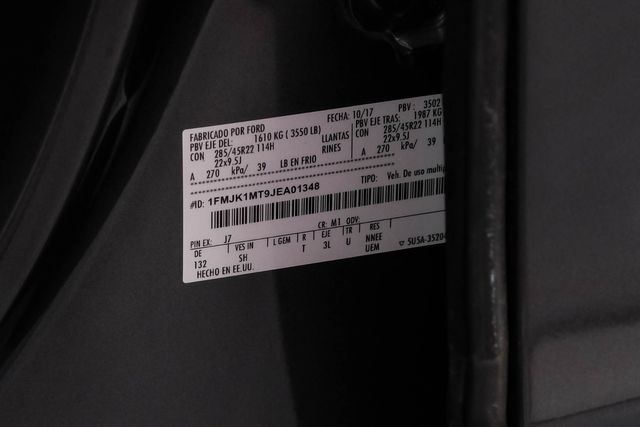 FECHA: 10/17 PBV: 3502
FABRICADO POR FORD
PBV EJE DEL: 1610 KG ( 3550 LB) PBV EJE TRAS: 1987 KG
CON 285/45R22 114H LLANTAS CON 285/45R22 114H
22x9.5J RINES 22x9.5J
A 270 kPa/ 39 LB EN FRIO A 270 kPa/ 39
#ID: 1FMJK1MT9JEA01348 TIPO: Veh. De uso
CR: M1 ODV:
PIN EX: J7 VES IN I GEM R EJE TR RES
DE SH T 3L U NNEE
132 UEM SU5A-3520
HECHO EN EE.UU.